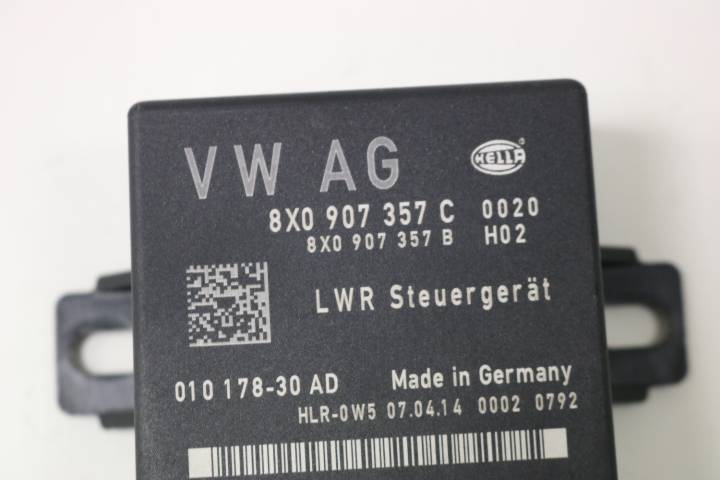 VW AG
HELLA
8X0 907 357 C 0020
8X0 907 357 B H02
LWR Steuergerät
010 178-30 AD Made in Germany
HLR-0W5 07.04.14 0002 0792